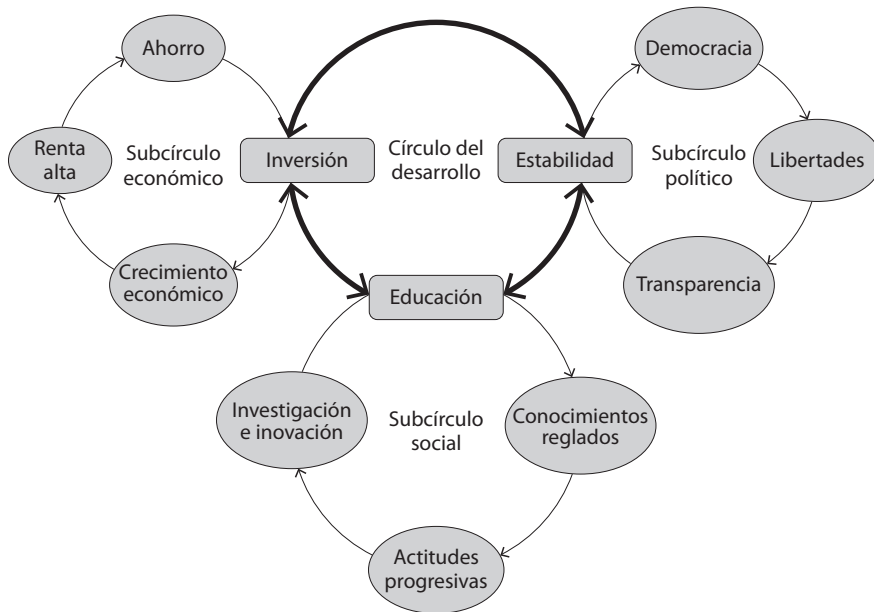 Ahorro
Democracia
Renta
alta
Subcírculo
económico
Inversión
Círculo del
desarrollo
Estabilidad
Subcírculo
político
Libertades
Crecimiento
económico
Educación
Transparencia
Investigación
e inovación
Subcírculo
social
Conocimientos
reglados
Actitudes
progresivas